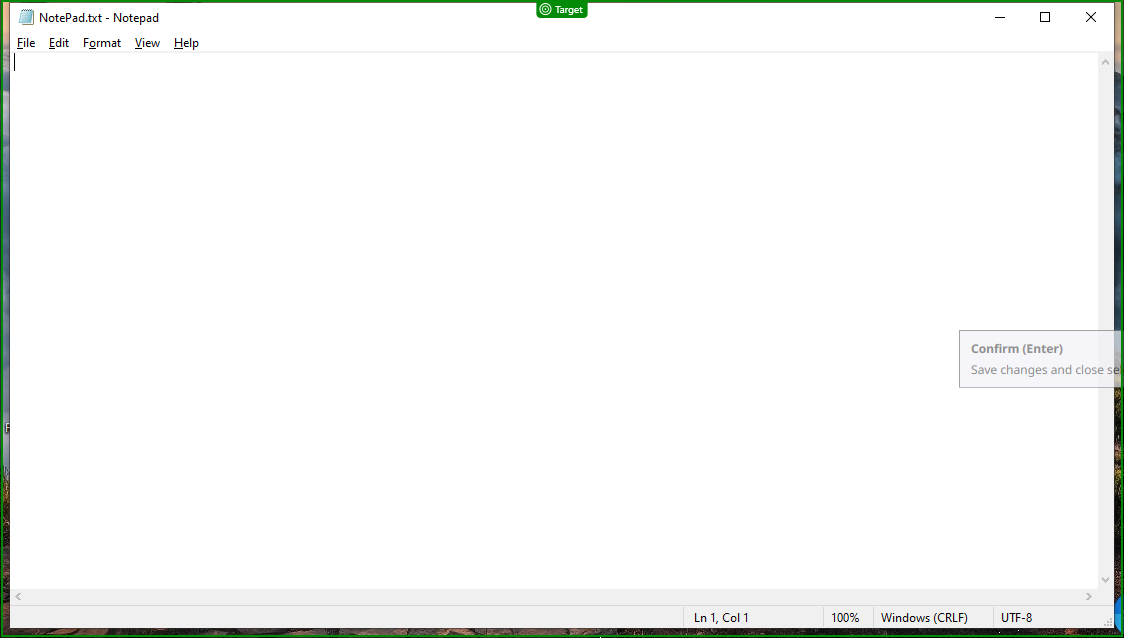 Target
NotePad.txt - Notepad
File Edit Format View Help
Confirm (Enter)
Save changes and close
Ln 1, Col 1 100% Windows (CRLF) UTF-8